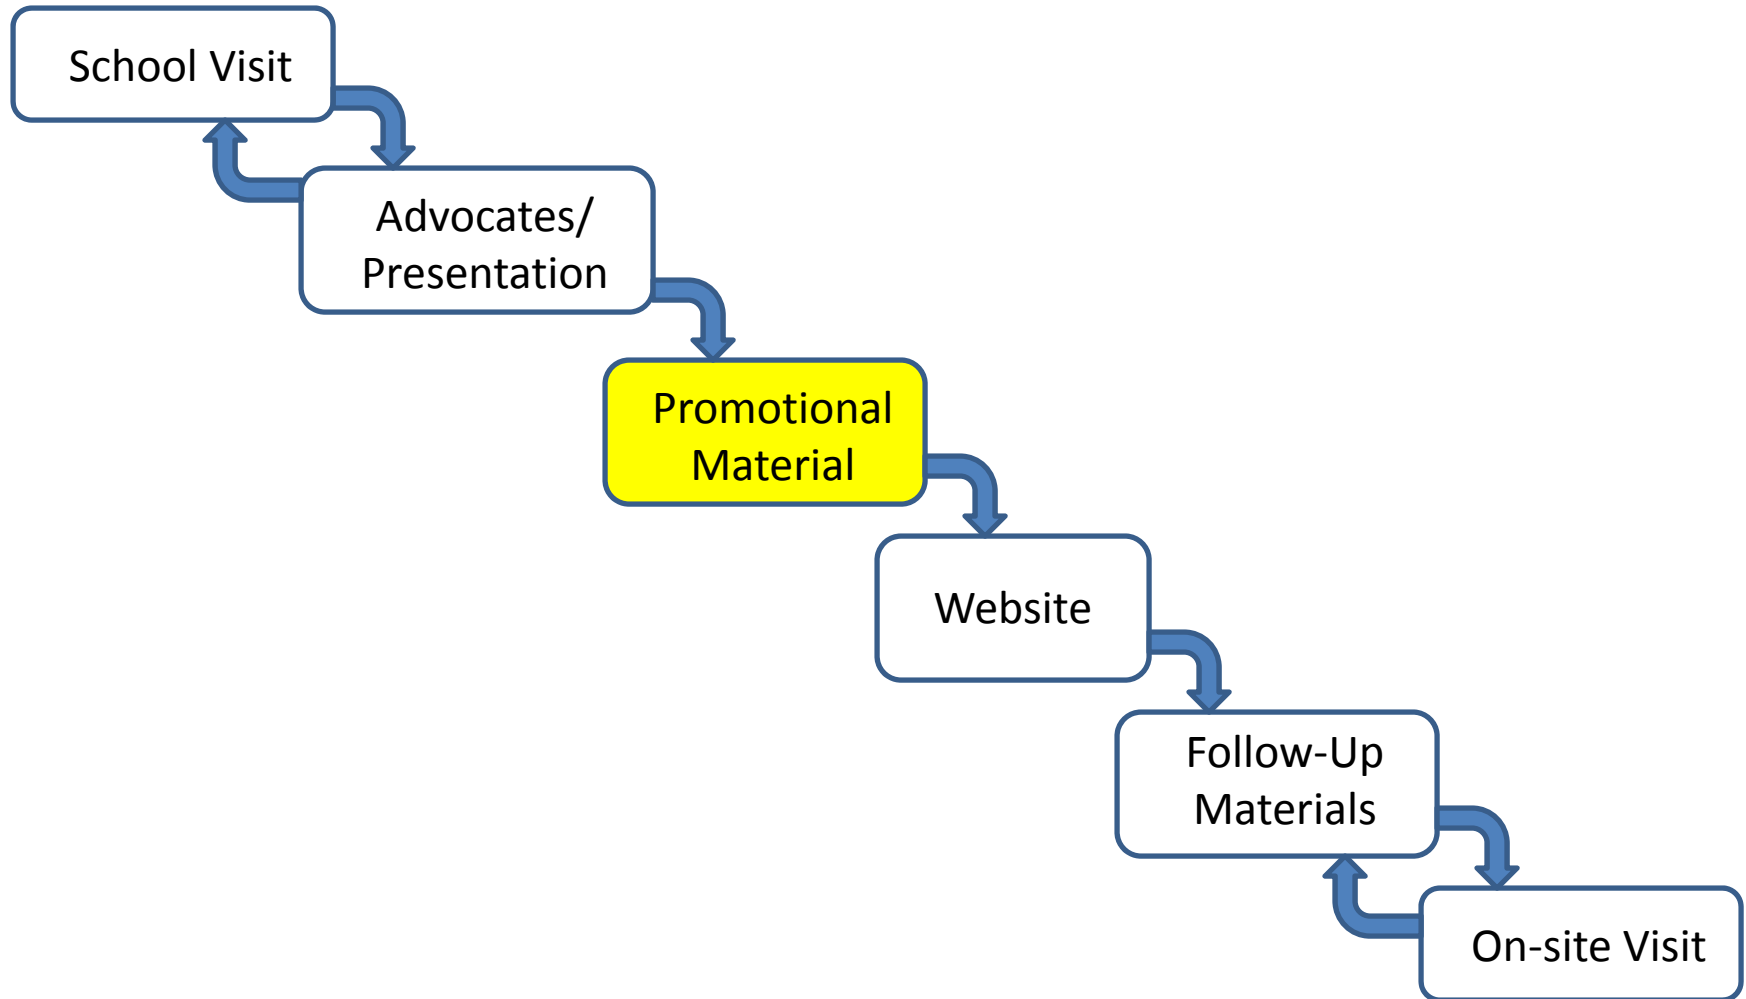 School Visit
Advocates/
Presentation
Promotional
Material
Website
Follow-Up
Materials
On-site Visit